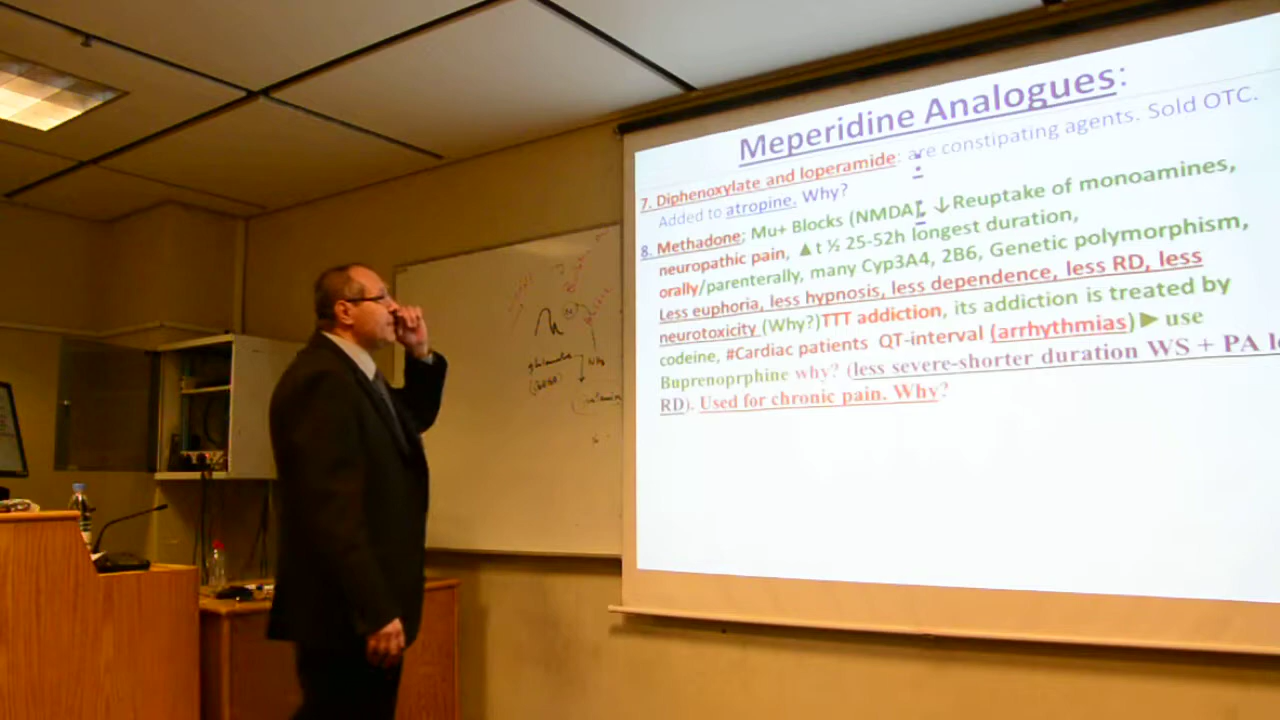 Meperidine Analogues:
7. Diphenoxylate and loperamide: are constipating agents. Sold OTC.
Added to atropine. Why?
8. Methadone; Mu+ Blocks (NMDA), ↓Reuptake of monoamines,
neuropathic pain, ▲t ½ 25-52h longest duration,
orally/parenterally, many Cyp3A4, 2B6, Genetic polymorphism,
Less euphoria, less hypnosis, less dependence, less RD, less
neurotoxicity (Why?)TTT addiction, its addiction is treated by
codeine, #Cardiac patients QT-interval (arrhythmias)► use
Buprenoprphine why? (less severe-shorter duration WS + PA
RD). Used for chronic pain. Why?
glutamate
NH₃